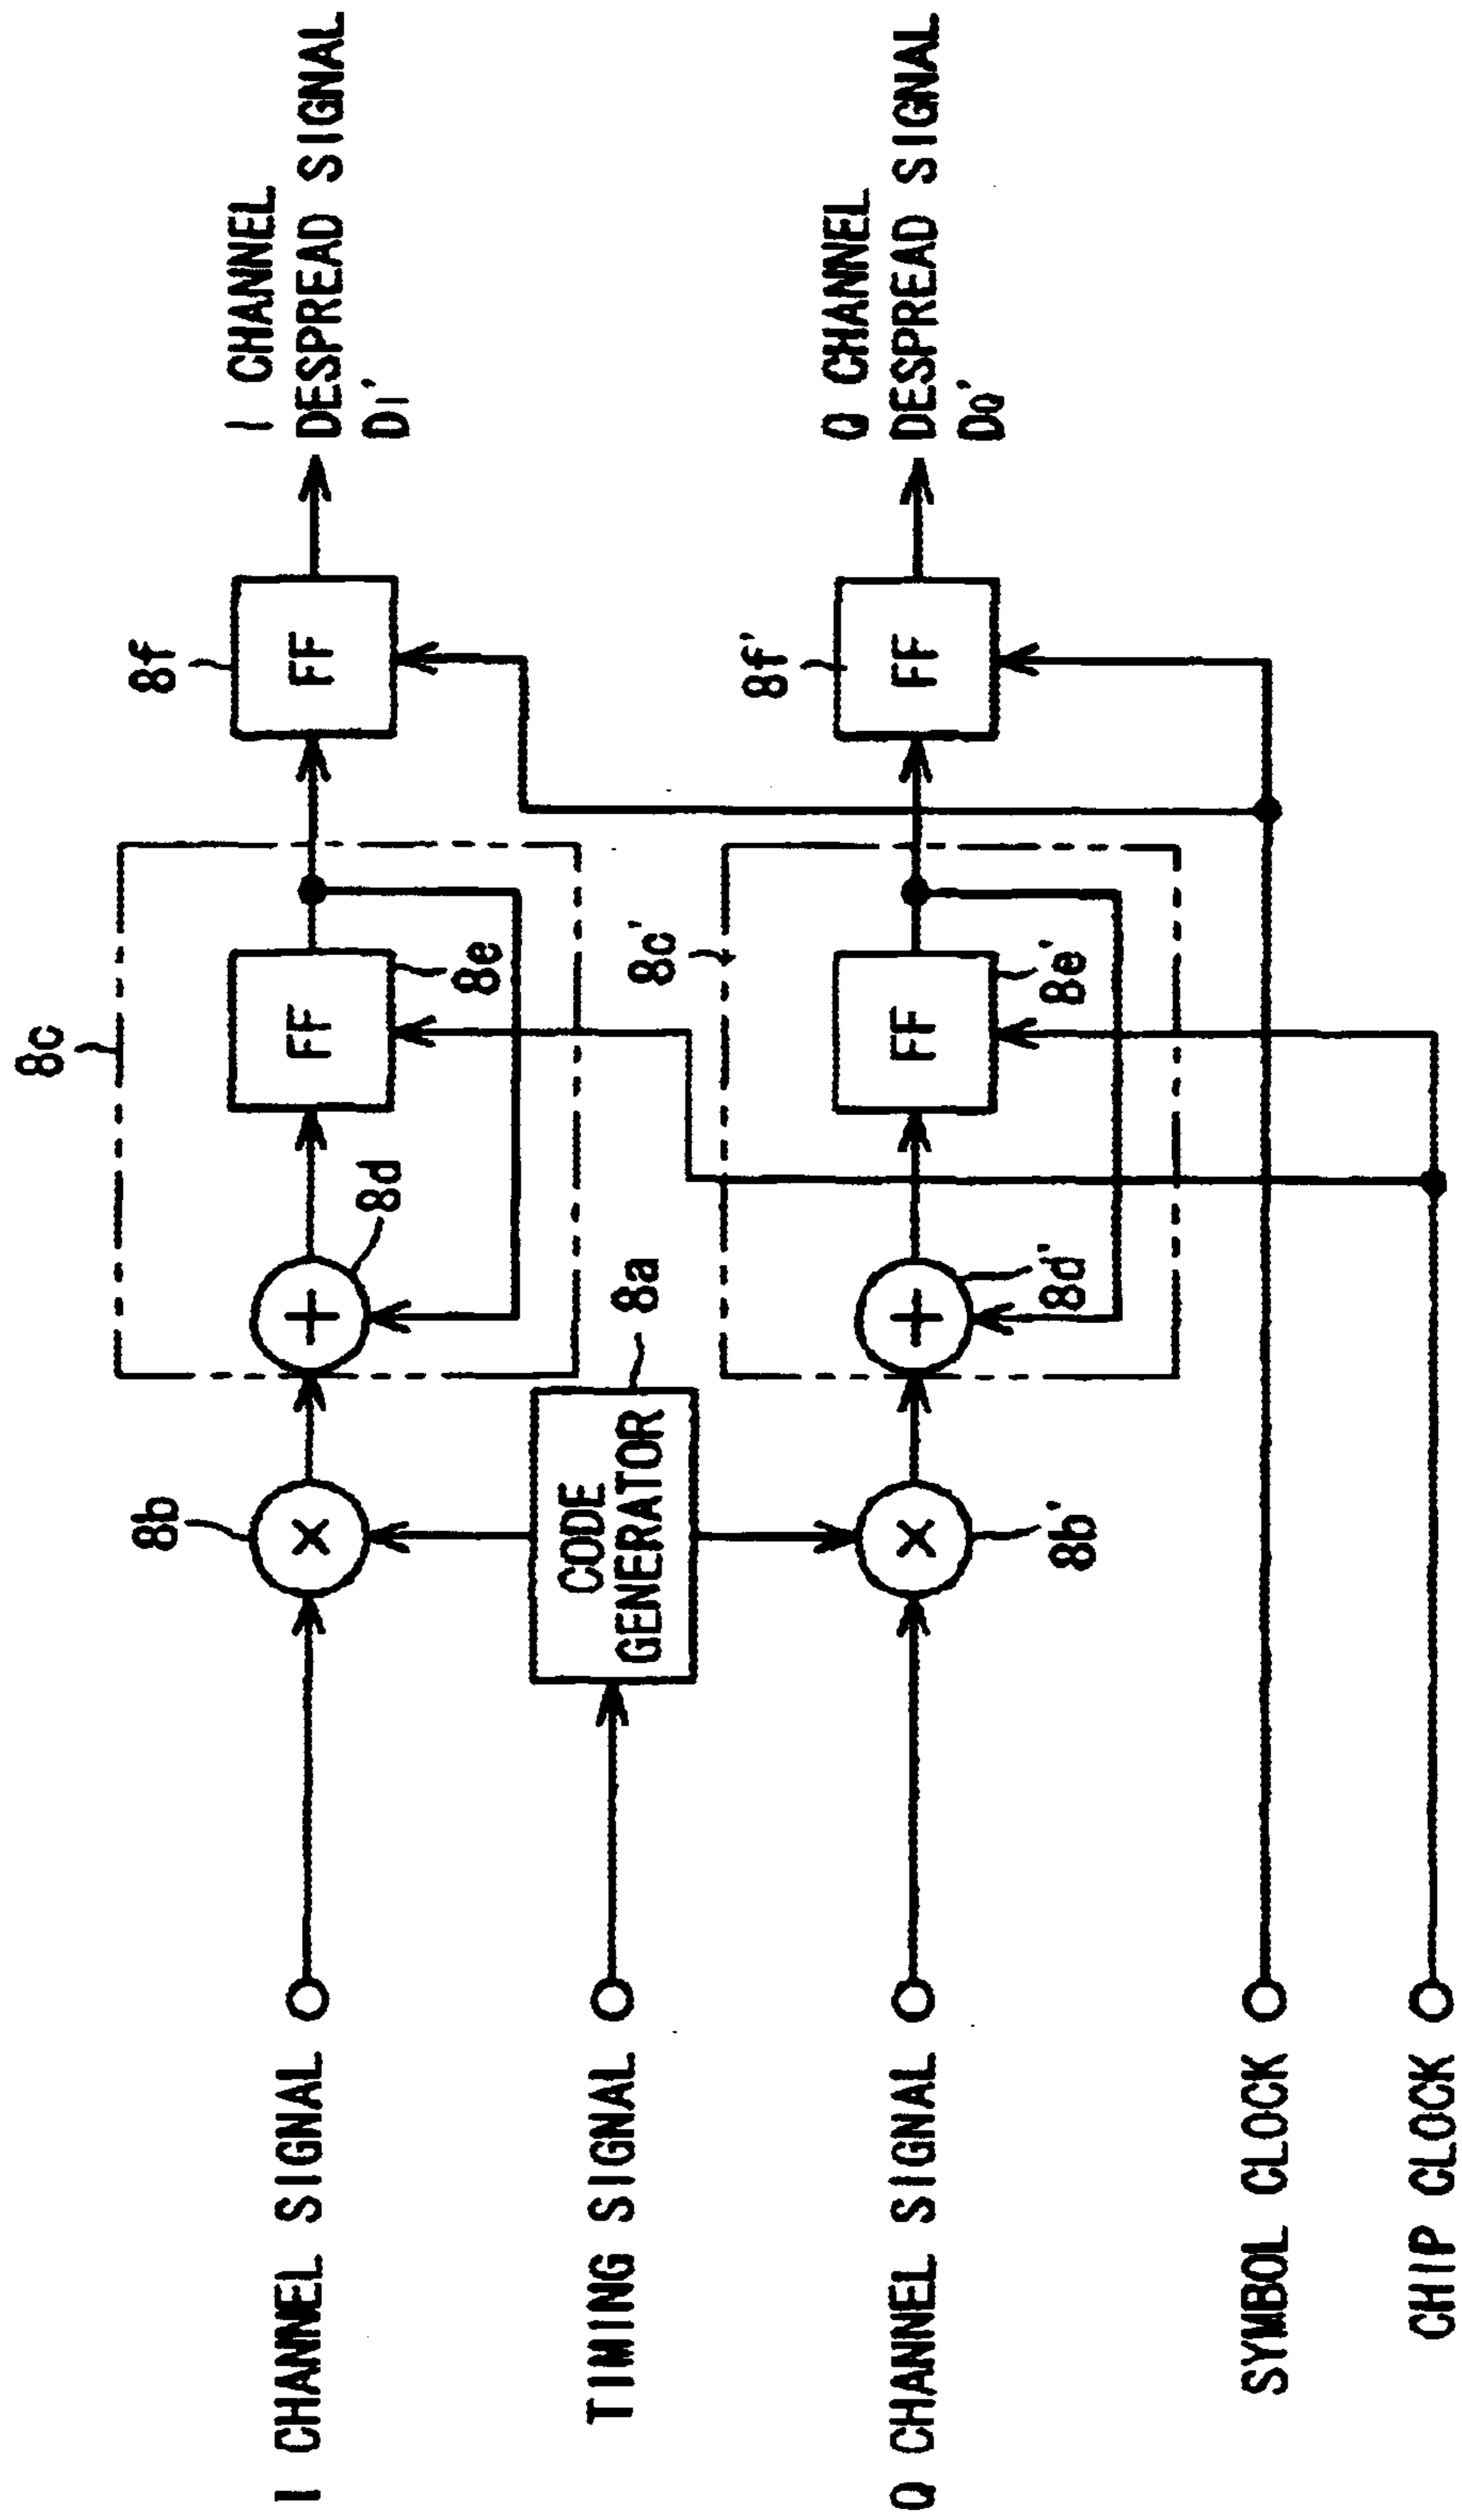 8c
8b
8d
8e
FF
8f
FF
I CHANNEL
DESPREAD SIGNAL
DI′
I CHANNEL SIGNAL
+
×
TIMING SIGNAL
CODE
GENERATOR
8a
8c′
8f′
Q CHANNEL SIGNAL
×
+
FF
FF
Q CHANNEL
DESPREAD SIGNAL
DQ′
8b′
8d′
8e′
SYMBOL CLOCK
CHIP CLOCK